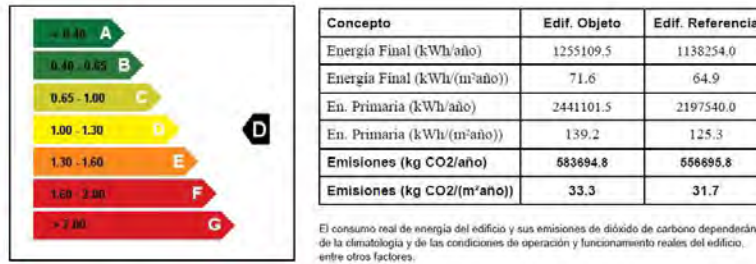 < 0.40 A
0.40 - 0.65 B
0.65 - 1.00 C
1.00 - 1.30 D
D
1.30 - 1.60 E
1.60 - 2.00 F
> 2.00 G
Concepto Edif. Objeto Edif. Referencia
Energía Final (kWh/año) 1255109.5 1138254.0
Energía Final (kWh/(m²año)) 71.6 64.9
En. Primaria (kWh/año) 2441101.5 2197540.0
En. Primaria (kWh/(m²año)) 139.2 125.3
Emisiones (kg CO2/año) 583694.8 556695.8
Emisiones (kg CO2/(m²año)) 33.3 31.7
El consumo real de energía del edificio y sus emisiones de dióxido de carbono dependerán
de la climatología y de las condiciones de operación y funcionamiento reales del edificio,
entre otros factores.